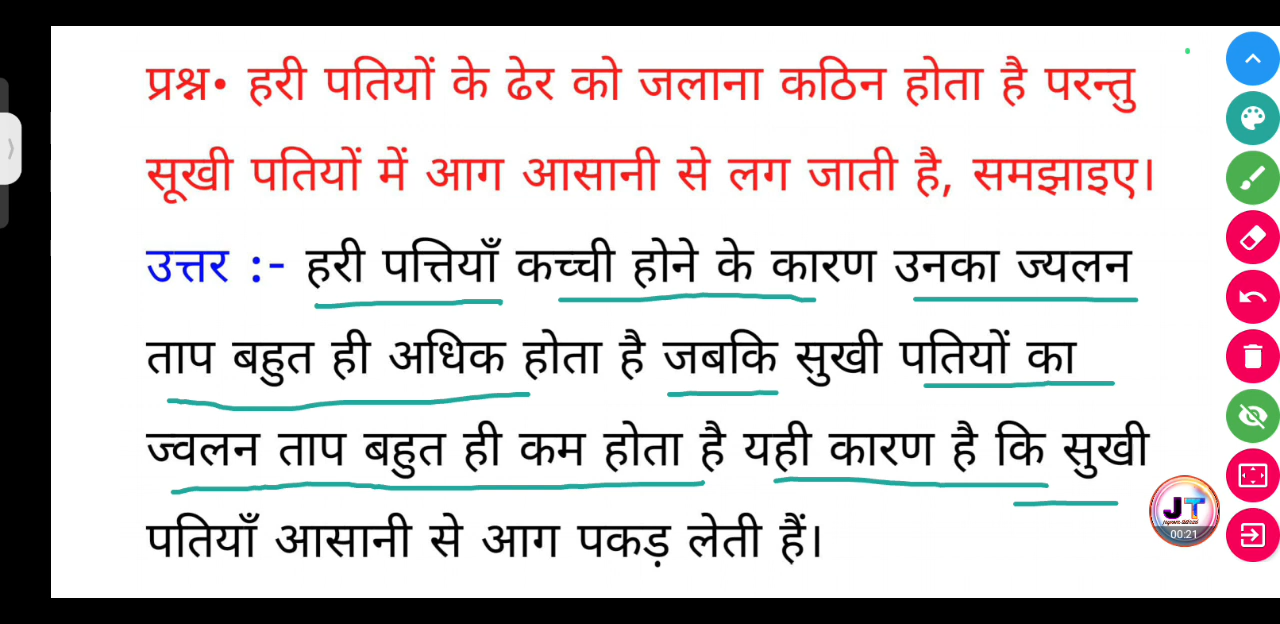 प्रश्न• हरी पतियों के ढेर को जलाना कठिन होता है परन्तु
सूखी पतियों में आग आसानी से लग जाती है, समझाइए।
उत्तर :- हरी पत्तियाँ कच्ची होने के कारण उनका ज्यलन
ताप बहुत ही अधिक होता है जबकि सुखी पतियों का
ज्वलन ताप बहुत ही कम होता है यही कारण है कि सुखी
पतियाँ आसानी से आग पकड़ लेती हैं।
JT
00:21